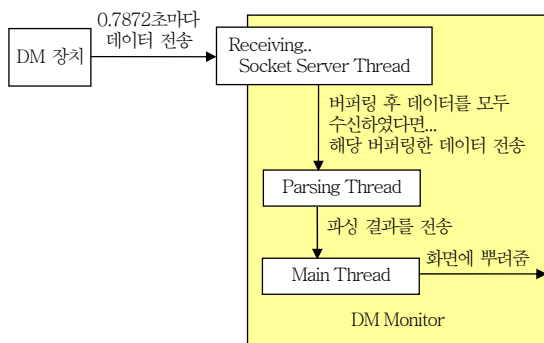 0.7872초마다
데이터 전송
DM 장치
Receiving..
Socket Server Thread
버퍼링 후 데이터를 모두
수신하였다면...
해당 버퍼링한 데이터 전송
Parsing Thread
파싱 결과를 전송
Main Thread
화면에 뿌려줌
DM Monitor